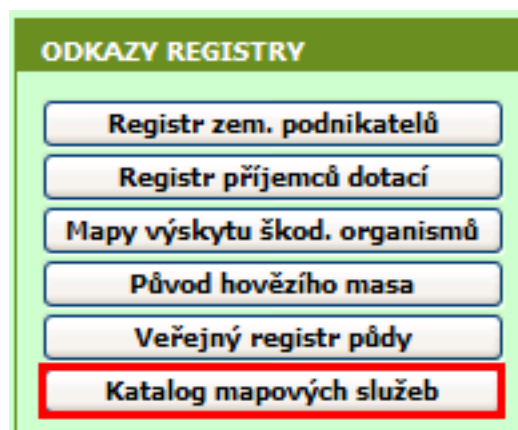 ODKAZY REGISTRY
Registr zem. podnikatelů
Registr příjemců dotací
Mapy výskytu škod. organismů
Původ hovězího masa
Veřejný registr půdy
Katalog mapových služeb